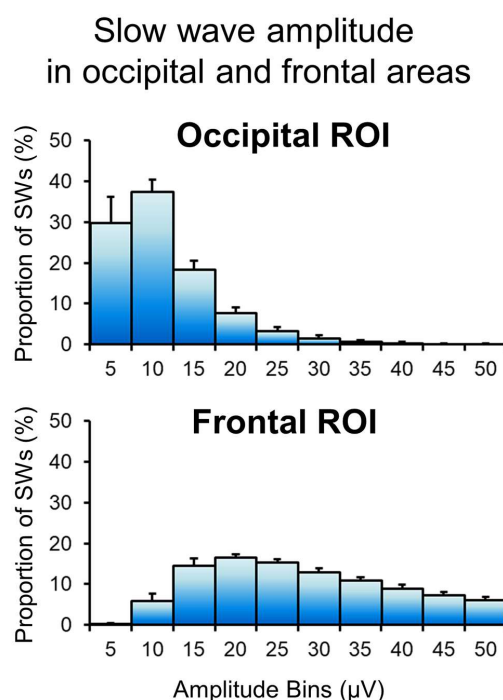 Slow wave amplitude
in occipital and frontal areas
Occipital ROI
Proportion of SWs (%)
50
40
30
20
10
0
5 10 15 20 25 30 35 40 45 50
Frontal ROI
Proportion of SWs (%)
50
40
30
20
10
0
5 10 15 20 25 30 35 40 45 50
Amplitude Bins (μV)